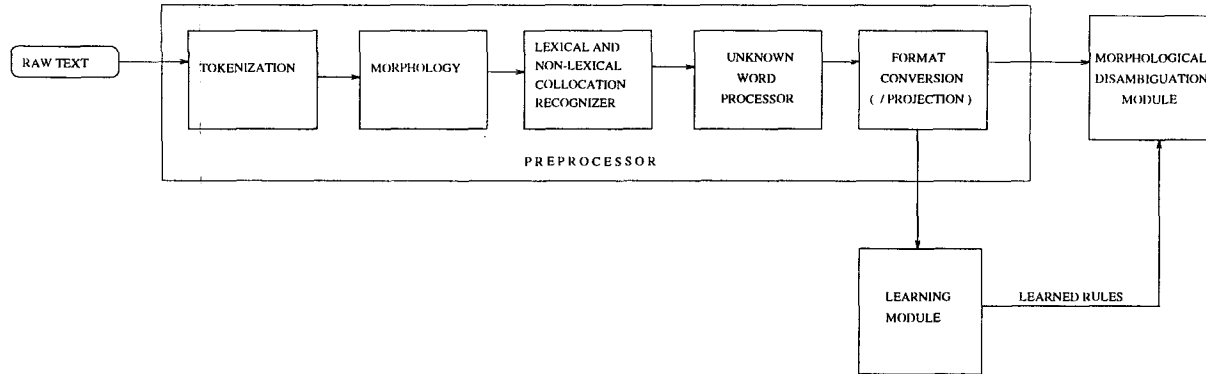 RAW TEXT
TOKENIZATION
MORPHOLOGY
LEXICAL AND
NON-LEXICAL
COLLOCATION
RECOGNIZER
UNKNOWN
WORD
PROCESSOR
FORMAT
CONVERSION
( / PROJECTION )
MORPHOLOGICAL
DISAMBIGUATION
MODULE
PREPROCESSOR
LEARNING
MODULE
LEARNED RULES